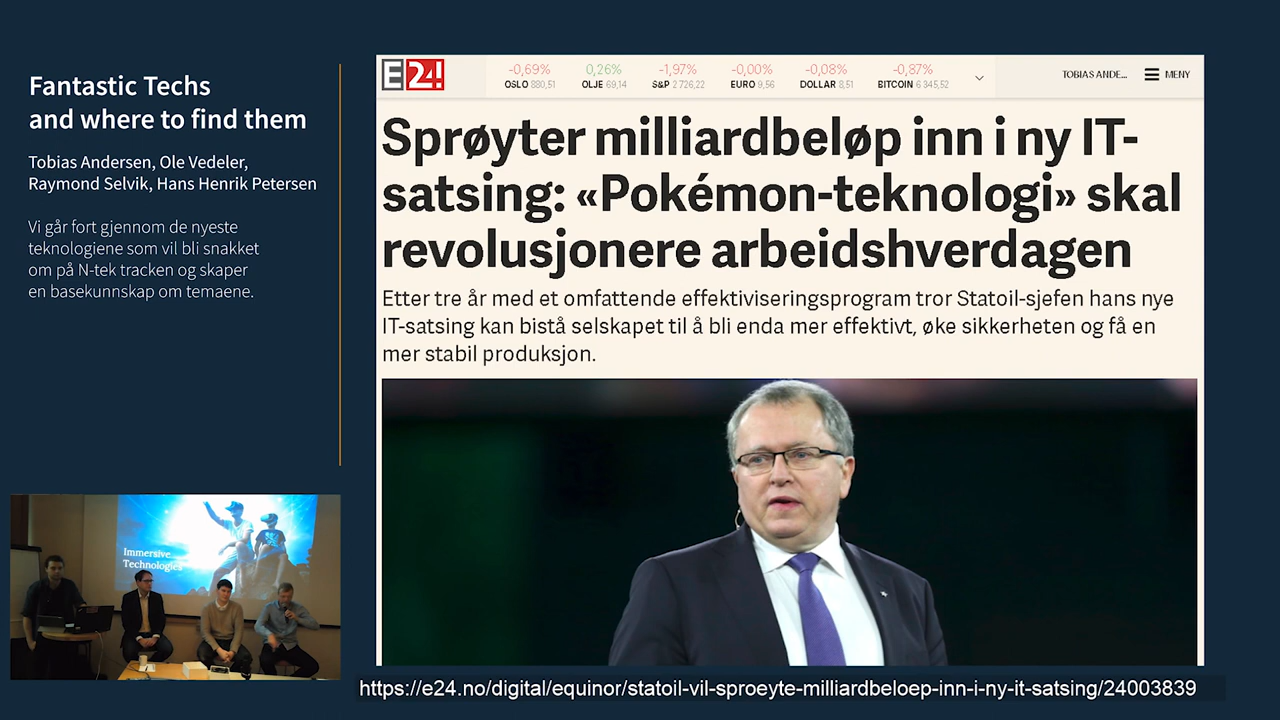 Fantastic Techs
and where to find them
Tobias Andersen, Ole Vedeler,
Raymond Selvik, Hans Henrik Petersen
Vi går fort gjennom de nyeste
teknologiene som vil bli snakket
om på N-tek tracken og skaper
en basekunnskap om temaene.
E24!
-0,69% 0,26% -1,97% -0,00% -0,08% -0,87%
OSLO 880,51 OLJE 69,14 S&P 2 726,22 EURO 9,56 DOLLAR 8,51 BITCOIN 6 345,52
TOBIAS ANDE... MENY
Sprøyter milliardbeløp inn i ny IT-
satsing: «Pokémon-teknologi» skal
revolusjonere arbeidshverdagen
Etter tre år med et omfattende effektiviseringsprogram tror Statoil-sjefen hans nye
IT-satsing kan bistå selskapet til å bli enda mer effektivt, øke sikkerheten og få en
mer stabil produksjon.
Immersive
Technologies
https://e24.no/digital/equinor/statoil-vil-sproeyte-milliardbeloep-inn-i-ny-it-satsing/24003839